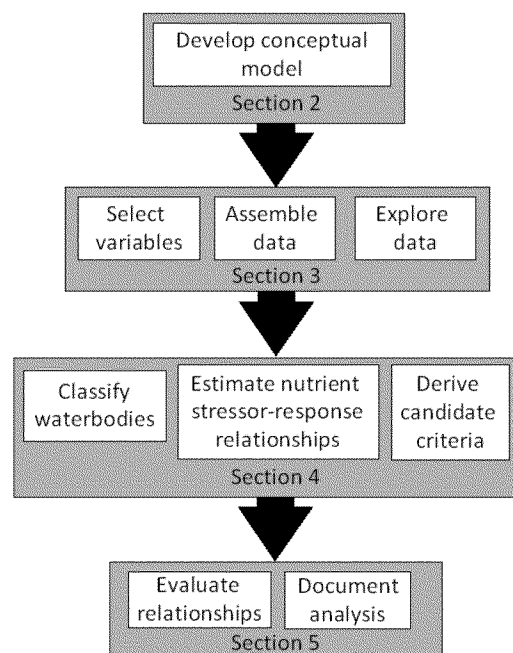 Develop conceptual
model
Section 2
Select
variables
Assemble
data
Explore
data
Section 3
Classify
waterbodies
Estimate nutrient
stressor-response
relationships
Derive
candidate
criteria
Section 4
Evaluate
relationships
Document
analysis
Section 5